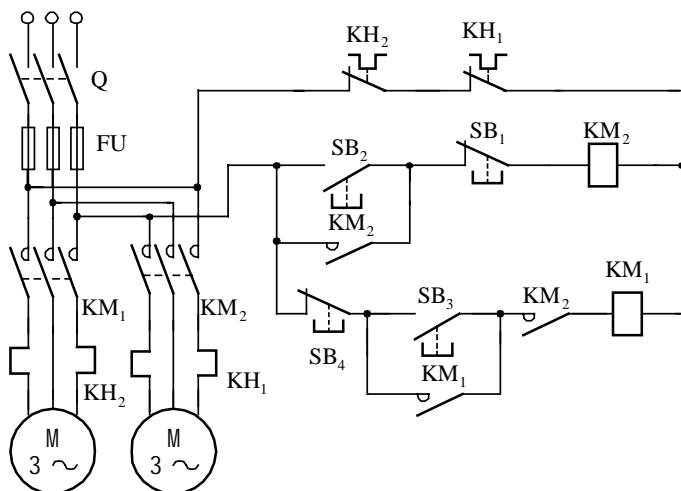 KH₂ KH₁
Q
FU SB₂ SB₁ KM₂
KM₂
KM₁ KM₂ SB₃ KM₂ KM₁
SB₄
KH₂ KH₁ KM₁
M M
3 3